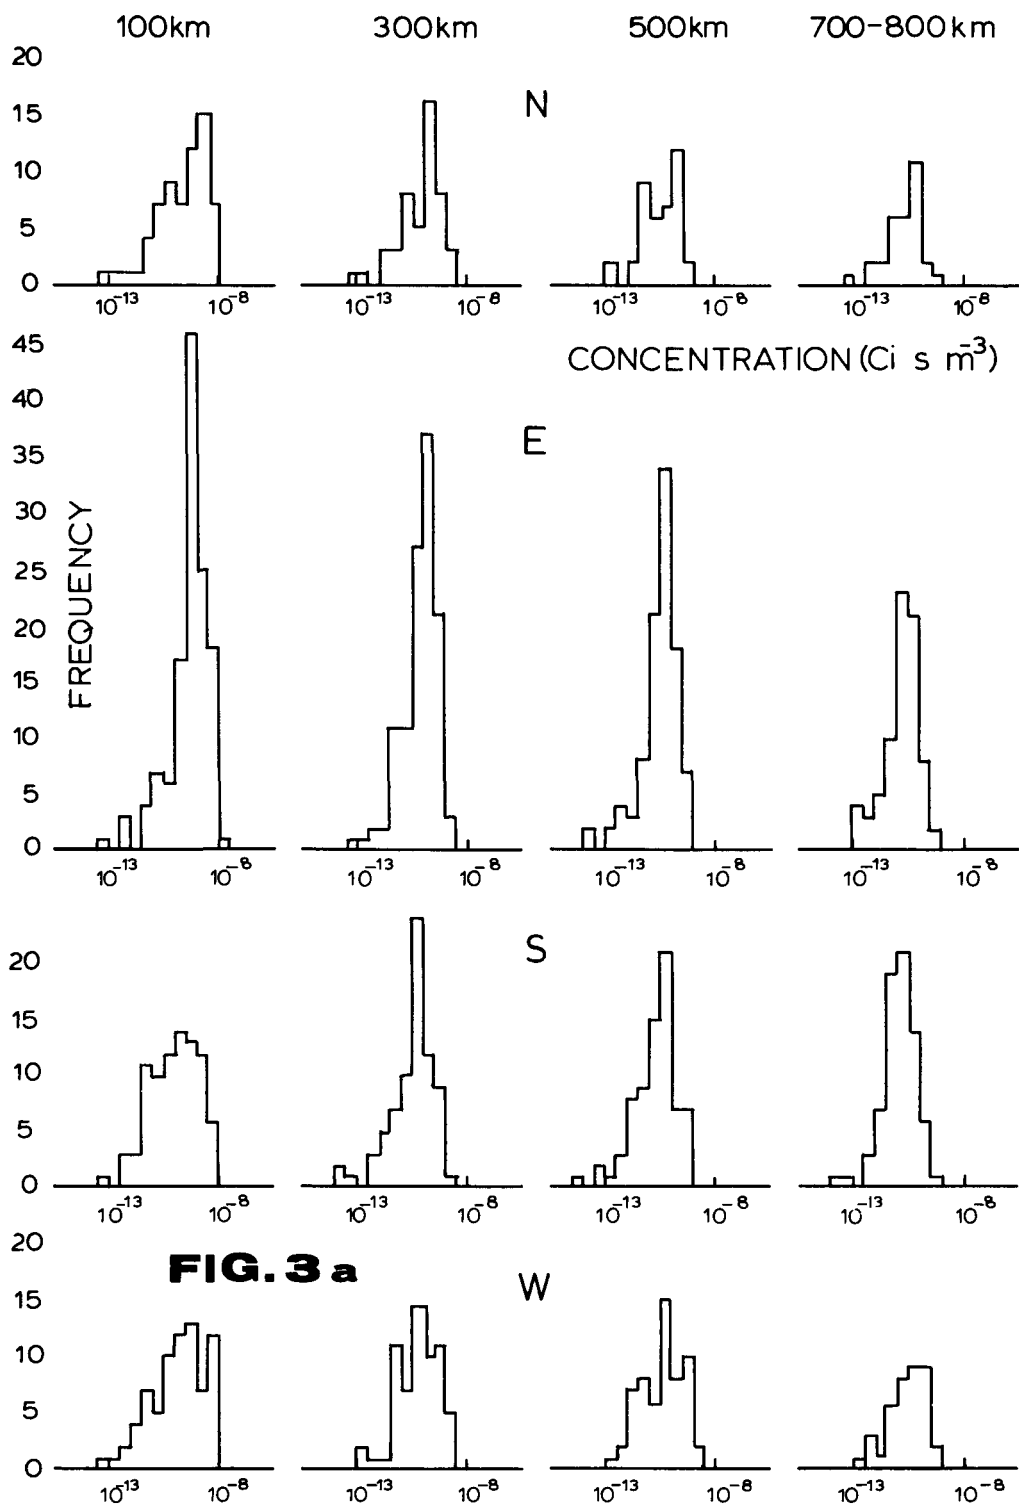 100km 300km 500km 700-800km
20
15
10
5
0
N
10⁻¹³ 10⁻⁸ 10⁻¹³ 10⁻⁸ 10⁻¹³ 10⁻⁸ 10⁻¹³ 10⁻⁸
CONCENTRATION (Ci s m⁻³)
45
40
35
30
25
20
15
10
5
0
FREQUENCY
E
10⁻¹³ 10⁻⁸ 10⁻¹³ 10⁻⁸ 10⁻¹³ 10⁻⁸ 10⁻¹³ 10⁻⁸
20
15
10
5
0
S
10⁻¹³ 10⁻⁸ 10⁻¹³ 10⁻⁸ 10⁻¹³ 10⁻⁸ 10⁻¹³ 10⁻⁸
20
15
10
5
0
FIG. 3a
W
10⁻¹³ 10⁻⁸ 10⁻¹³ 10⁻⁸ 10⁻¹³ 10⁻⁸ 10⁻¹³ 10⁻⁸